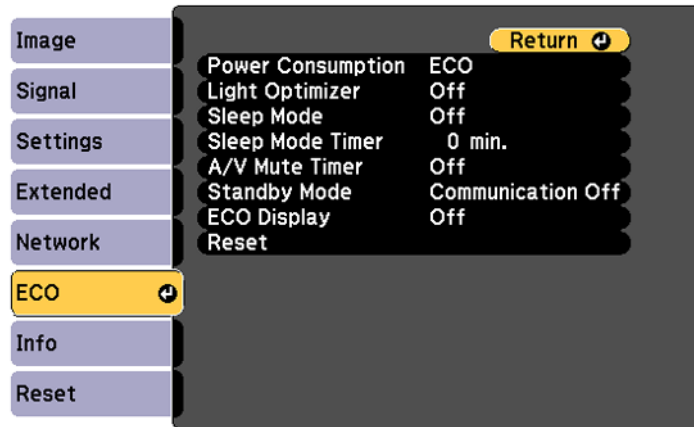 Image
Signal
Settings
Extended
Network
ECO
Info
Reset
Return
Power Consumption ECO
Light Optimizer Off
Sleep Mode Off
Sleep Mode Timer 0 min.
A/V Mute Timer Off
Standby Mode Communication Off
ECO Display Off
Reset